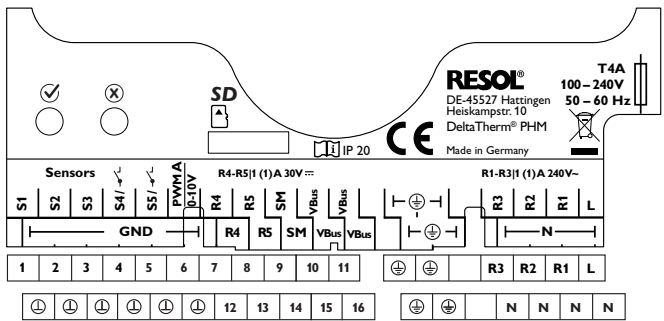 SD
RESOL®
DE-45527 Hattingen
Heiskampstr. 10
DeltaTherm® PHM
Made in Germany
T4A
100–240V
50–60 Hz
IP 20
CE
Sensors
R4-R5|1 (1) A 30V
R1-R3|1 (1) A 240V~
S1 S2 S3 S4/ S5/ PWM A 0-10V R4 R5 SM VBus VBus R3 R2 R1 L
GND R4 R5 SM VBus VBus N
1 2 3 4 5 6 7 8 9 10 11 R3 R2 R1 L
12 13 14 15 16 N N N N